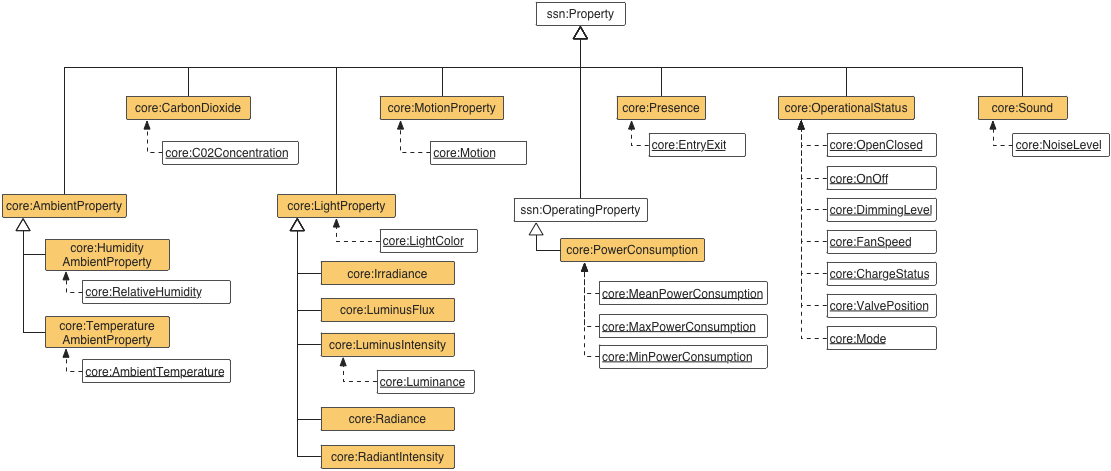 ssn:Property
core:CarbonDioxide
core:MotionProperty
core:Presence
core:OperationalStatus
core:Sound
core:C02Concentration
core:Motion
core:EntryExit
core:OpenClosed
core:NoiseLevel
core:OnOff
core:DimmingLevel
core:FanSpeed
core:ChargeStatus
core:ValvePosition
core:Mode
core:AmbientProperty
core:LightProperty
ssn:OperatingProperty
core:Humidity
AmbientProperty
core:RelativeHumidity
core:Temperature
AmbientProperty
core:AmbientTemperature
core:LightColor
core:Irradiance
core:LuminusFlux
core:LuminusIntensity
core:Luminance
core:Radiance
core:RadiantIntensity
core:PowerConsumption
core:MeanPowerConsumption
core:MaxPowerConsumption
core:MinPowerConsumption